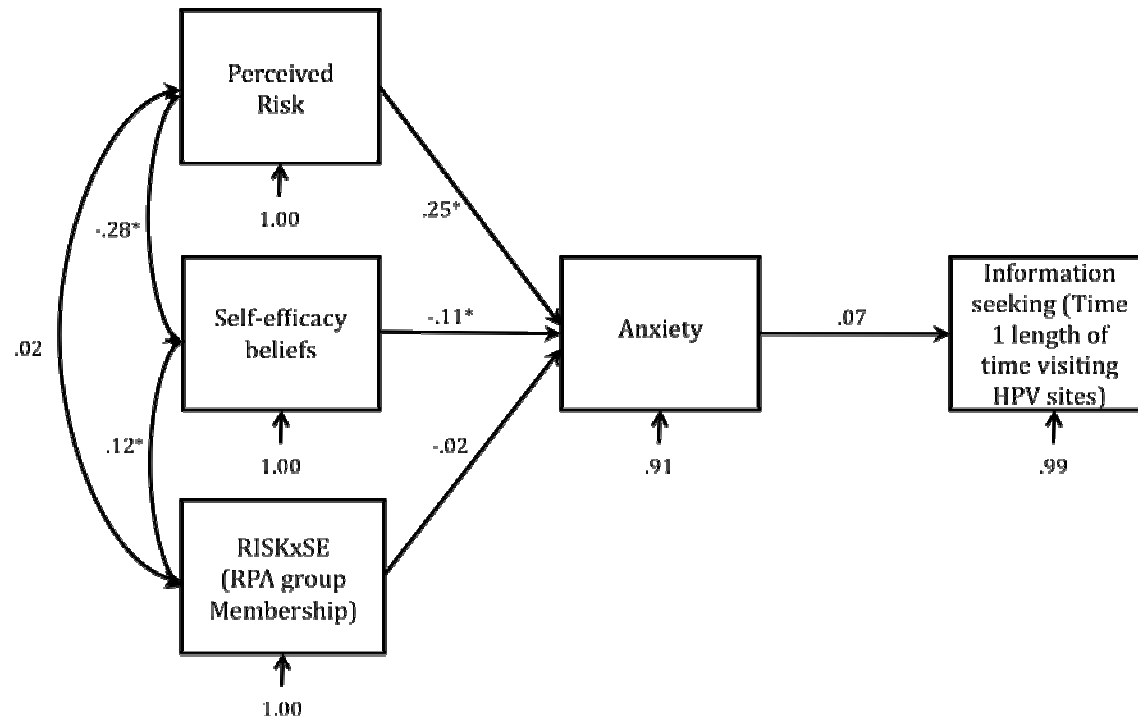 Perceived
Risk
1.00
.25*
-.28*
Self-efficacy
beliefs
-.11*
Anxiety
.07
Information
seeking (Time
1 length of
time visiting
HPV sites)
.02
1.00
.91
.99
.12*
-.02
RISKxSE
(RPA group
Membership)
1.00